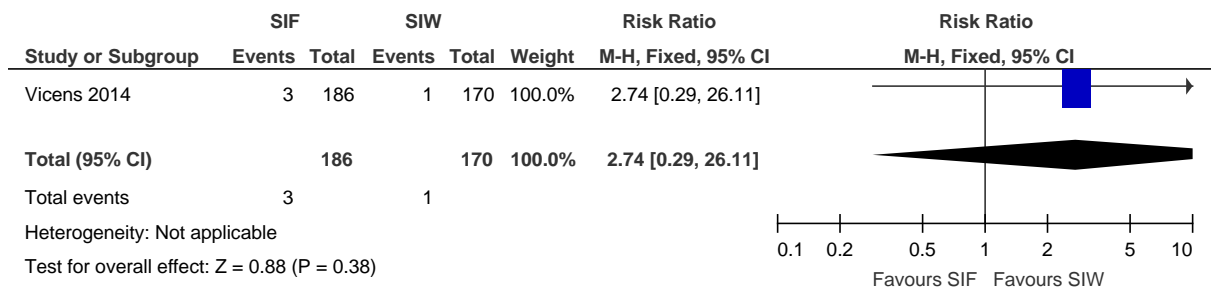 SIF SIW Risk Ratio Risk Ratio
Study or Subgroup Events Total Events Total Weight M-H, Fixed, 95% CI M-H, Fixed, 95% CI
Vicens 2014 3 186 1 170 100.0% 2.74 [0.29, 26.11]
Total (95% CI) 186 170 100.0% 2.74 [0.29, 26.11]
Total events 3 1
Heterogeneity: Not applicable
Test for overall effect: Z = 0.88 (P = 0.38)
0.1 0.2 0.5 1 2 5 10
Favours SIF Favours SIW